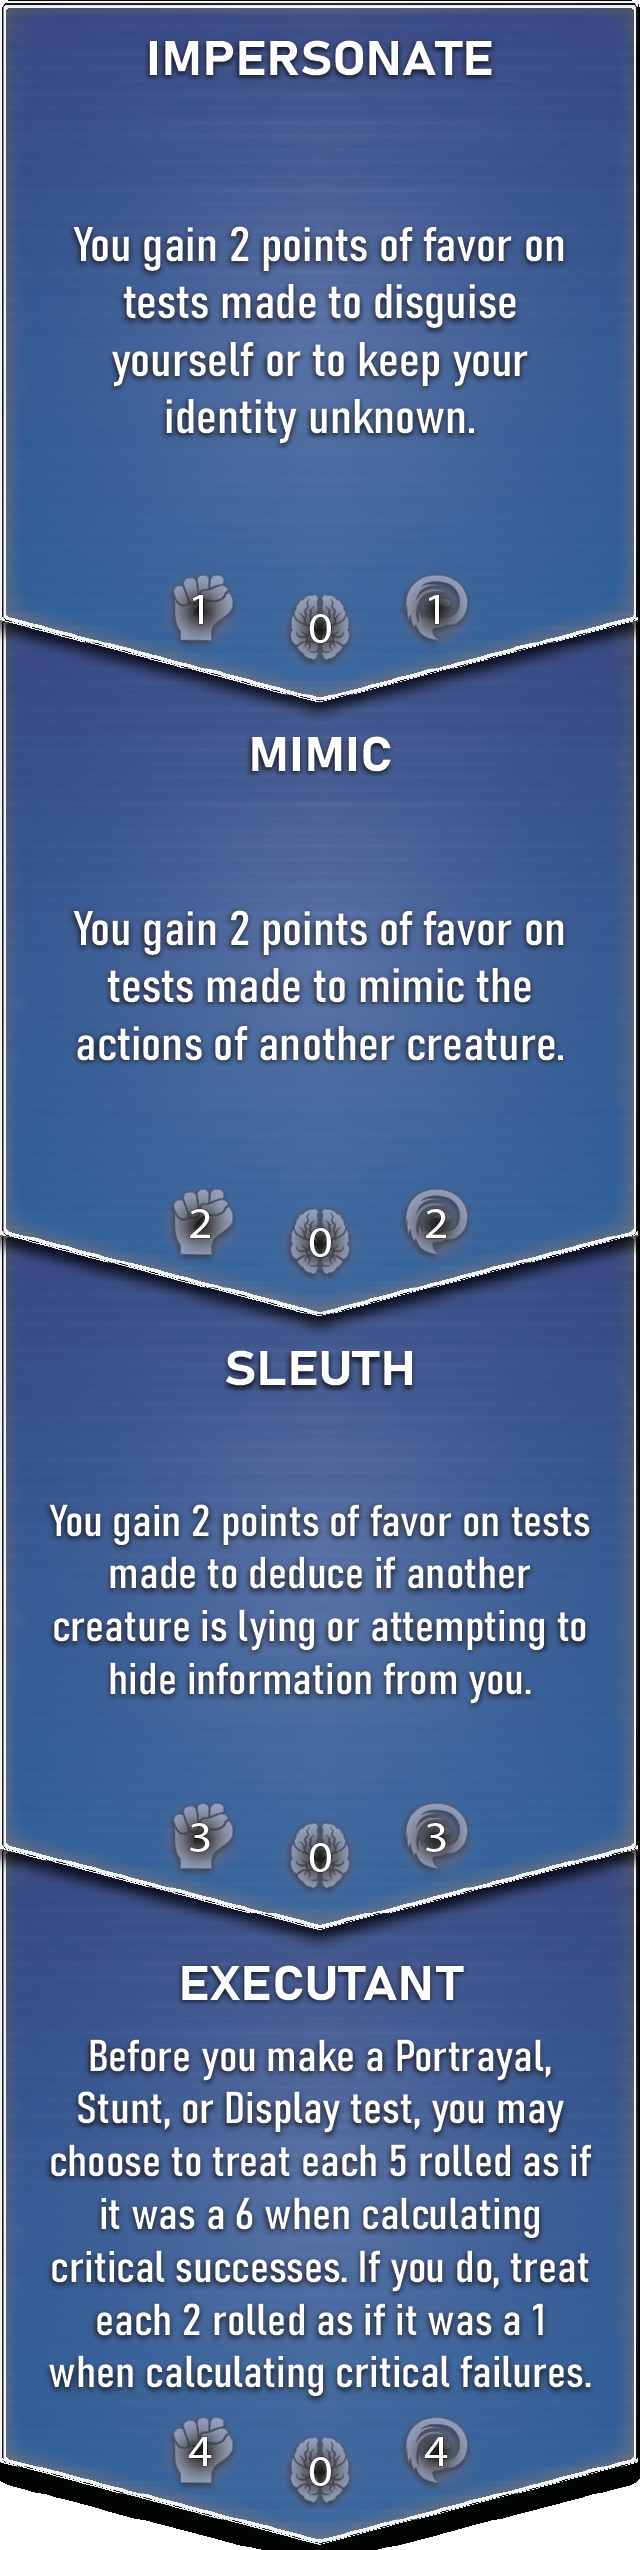 IMPERSONATE
You gain 2 points of favor on
tests made to disguise
yourself or to keep your
identity unknown.
1 0 1
MIMIC
You gain 2 points of favor on
tests made to mimic the
actions of another creature.
2 0 2
SLEUTH
You gain 2 points of favor on tests
made to deduce if another
creature is lying or attempting to
hide information from you.
3 0 3
EXECUTANT
Before you make a Portrayal,
Stunt, or Display test, you may
choose to treat each 5 rolled as if
it was a 6 when calculating
critical successes. If you do, treat
each 2 rolled as if it was a 1
when calculating critical failures.
4 0 4